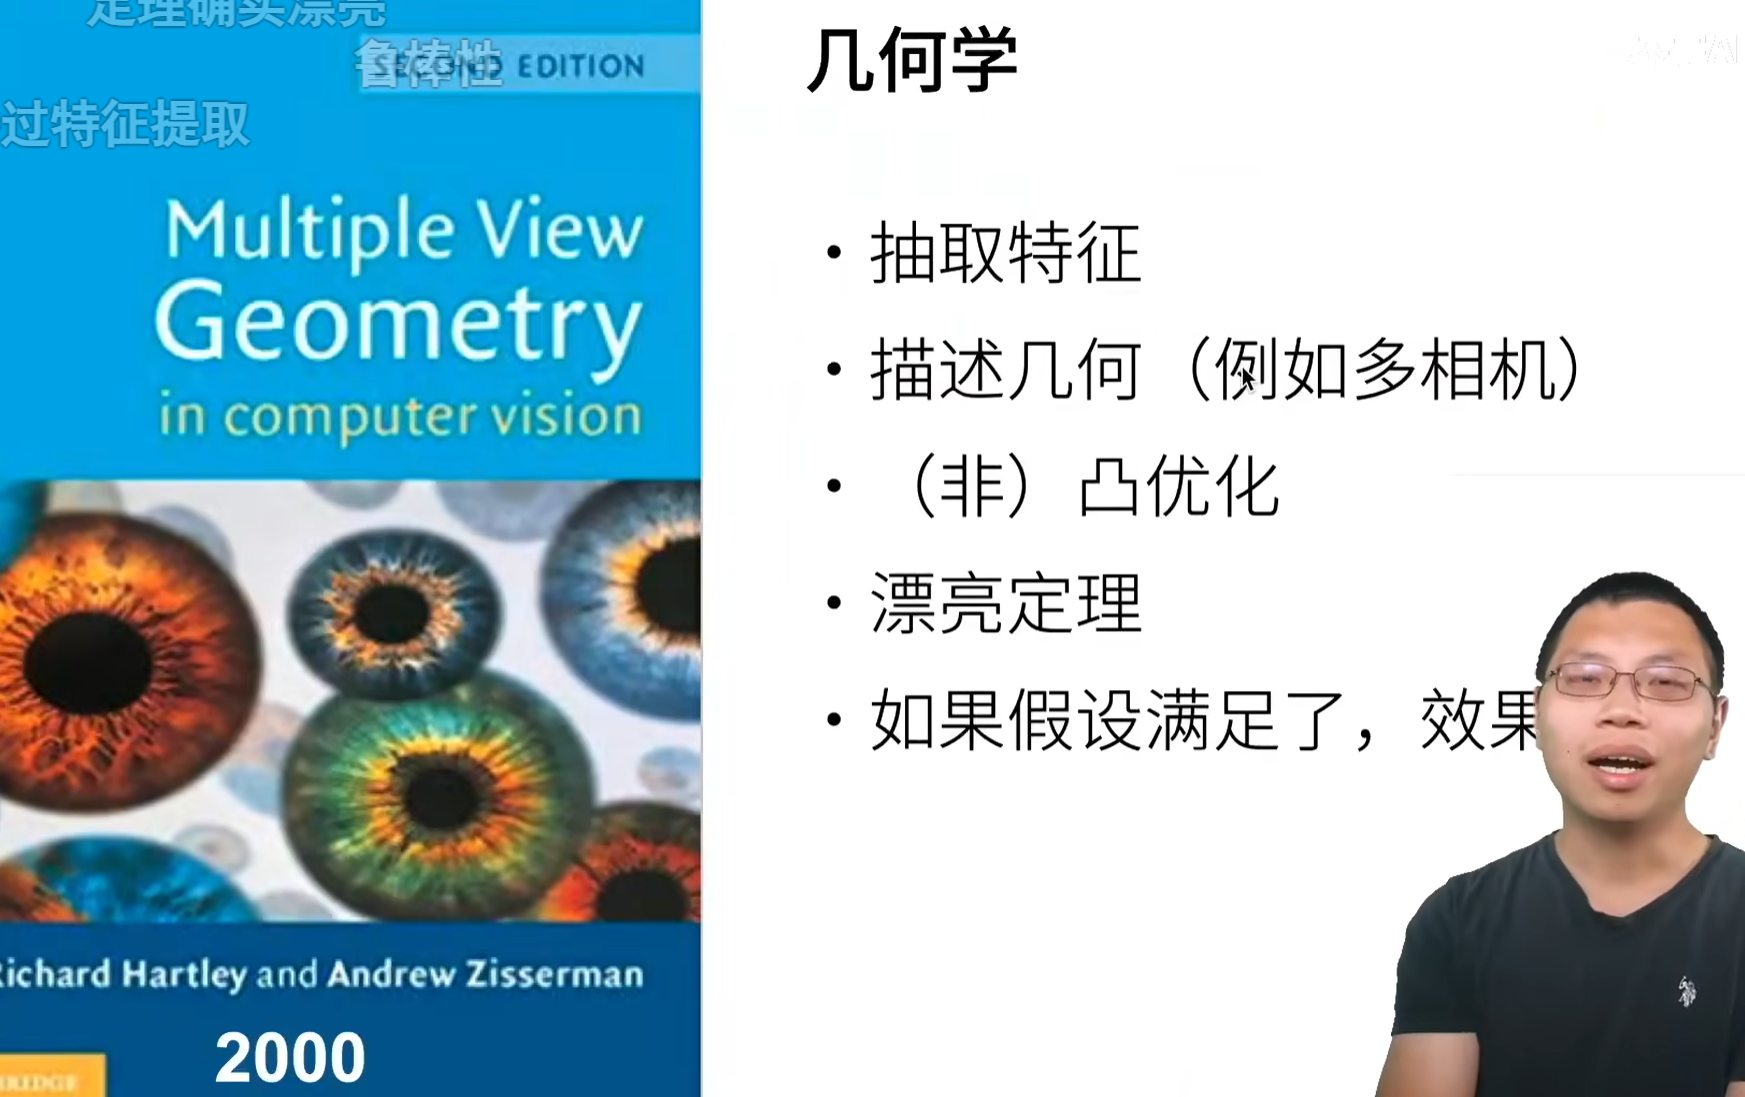 定理确实漂亮
鲁棒性
SECOND EDITION
过特征提取
Multiple View
Geometry
in computer vision
Richard Hartley and Andrew Zisserman
2000
几何学
• 抽取特征
• 描述几何（例如多相机）
• （非）凸优化
• 漂亮定理
• 如果假设满足了，效果